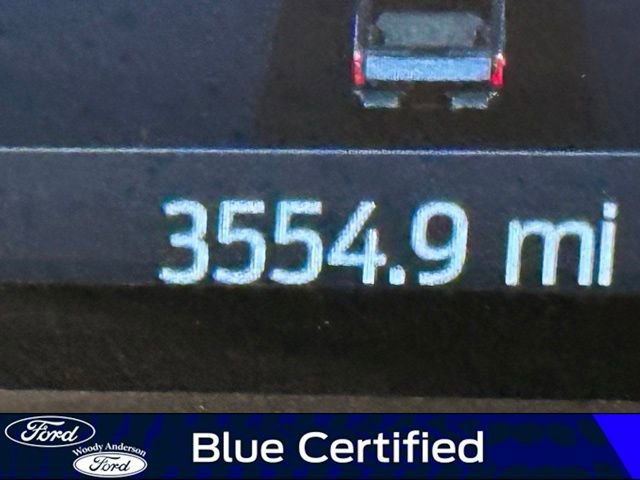 3554.9 mi
Ford
Woody Anderson
Ford
Blue Certified